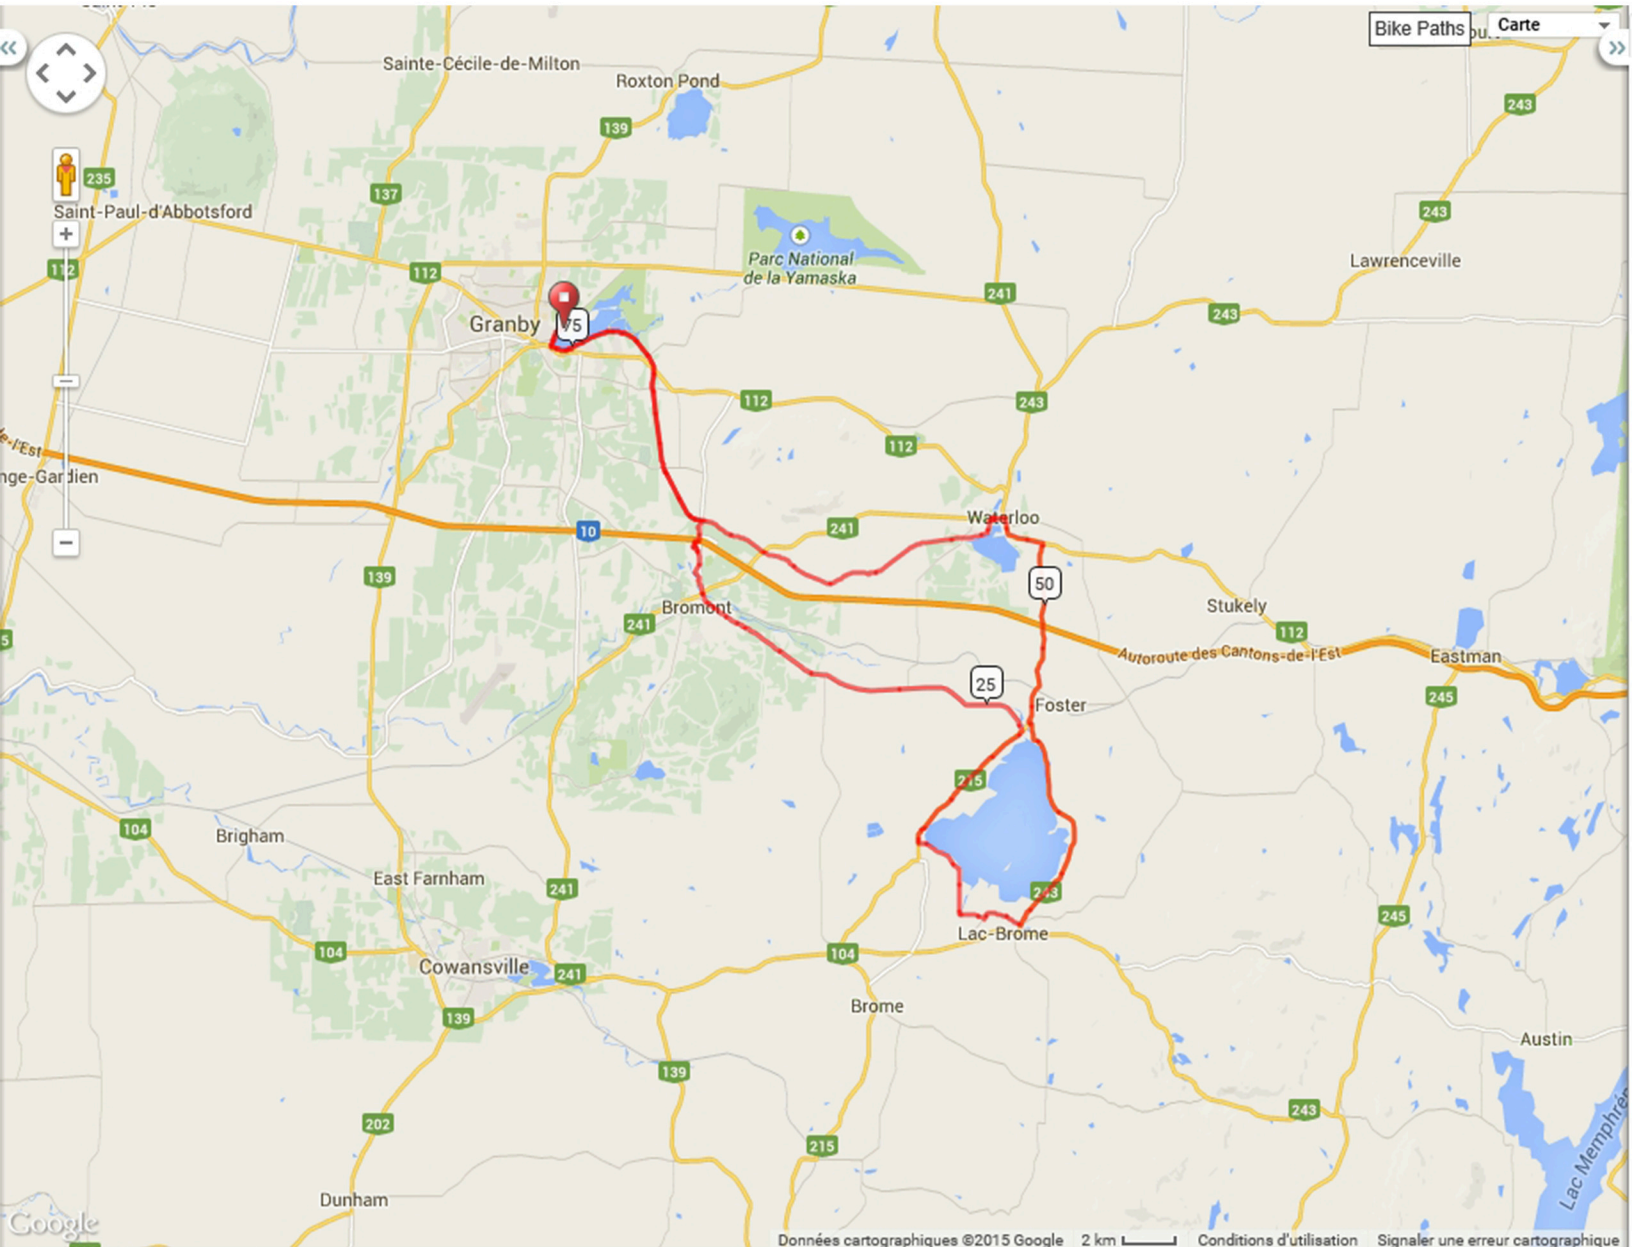 Bike Paths
Carte
Sainte-Cécile-de-Milton
Roxton Pond
243
139
235
137
Saint-Paul-d'Abbotsford
243
Parc National
de la Yamaska
Lawrenceville
112
112
241
243
Granby
75
112
243
112
de-l'Est
nge-Gardien
Waterloo
241
10
139
50
Bromont
Stukely
241
112
5
Autoroute des Cantons-de-l'Est
Eastman
25
245
Foster
215
104
Brigham
East Farnham
241
243
245
Lac-Brome
104
104
Cowansville
241
Brome
139
Austin
139
243
202
215
Lac Memphré
Dunham
Google
Données cartographiques ©2015 Google
2 km
Conditions d'utilisation
Signaler une erreur cartographique